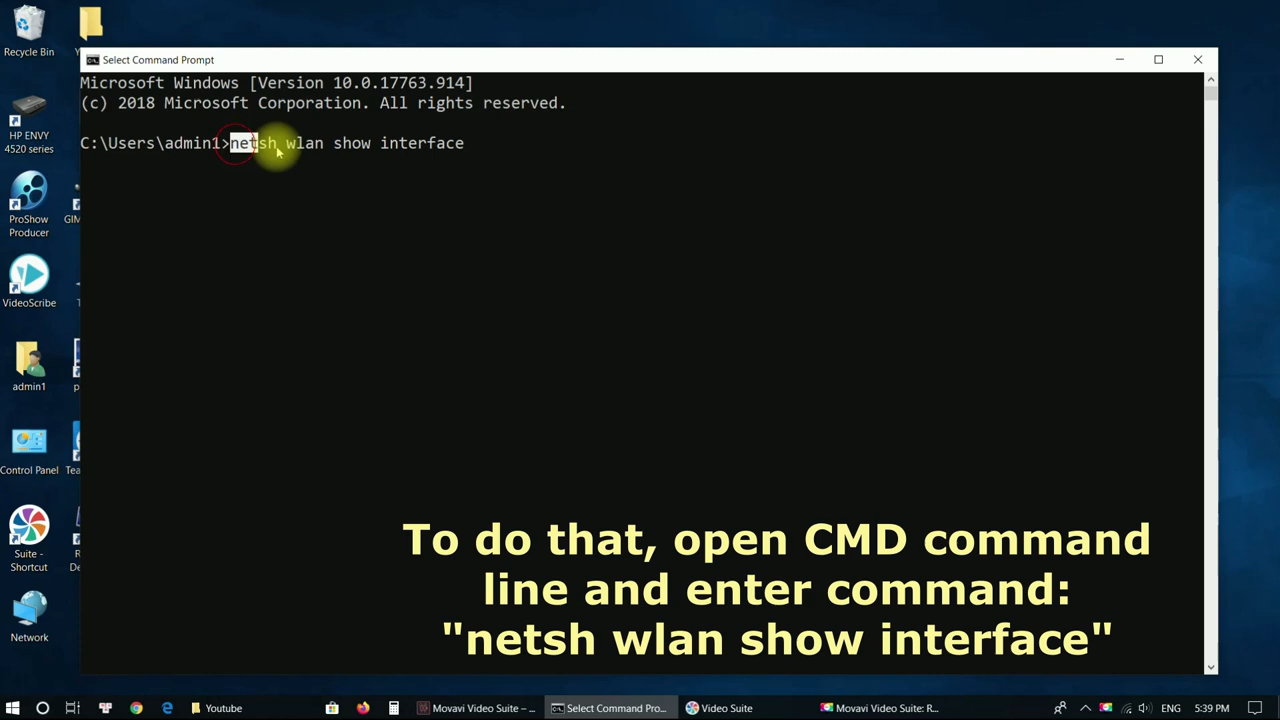 Recycle Bin
Y
Select Command Prompt
Microsoft Windows [Version 10.0.17763.914]
(c) 2018 Microsoft Corporation. All rights reserved.
C:\Users\admin1>netsh wlan show interface
HP ENVY
4520 series
ProShow
Producer
GIM
VideoScribe
T
admin1
p
Control Panel
Tea
Suite -
Shortcut
R
De
Network
To do that, open CMD command
line and enter command:
"netsh wlan show interface"
Youtube
Movavi Video Suite – ...
Select Command Pro...
Video Suite
Movavi Video Suite: R...
ENG
5:39 PM